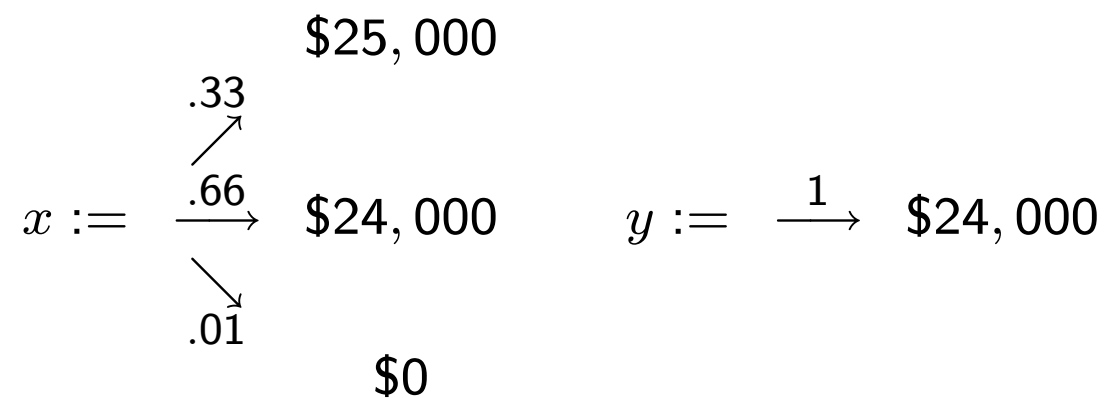 $25,000
.33
x := .66 $24,000 y := 1 $24,000
.01
$0